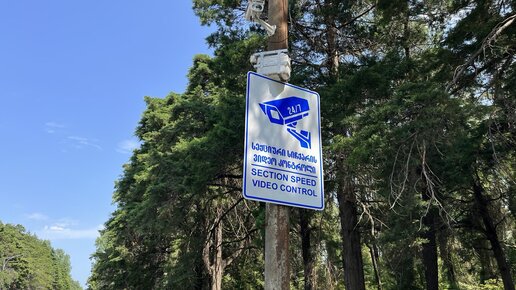 24/7
სექციური სიჩქარის
ვიდეო კონტროლი
SECTION SPEED
VIDEO CONTROL